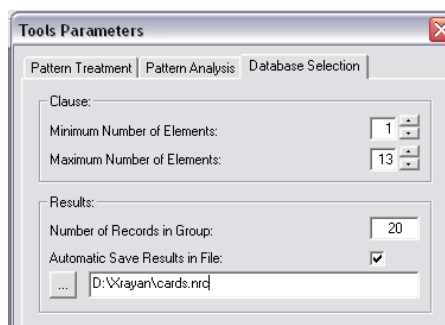 Tools Parameters
Pattern Treatment Pattern Analysis Database Selection
Clause:
Minimum Number of Elements: 1
Maximum Number of Elements: 13
Results:
Number of Records in Group: 20
Automatic Save Results in File:
... D:\Xrayan\cards.nrc